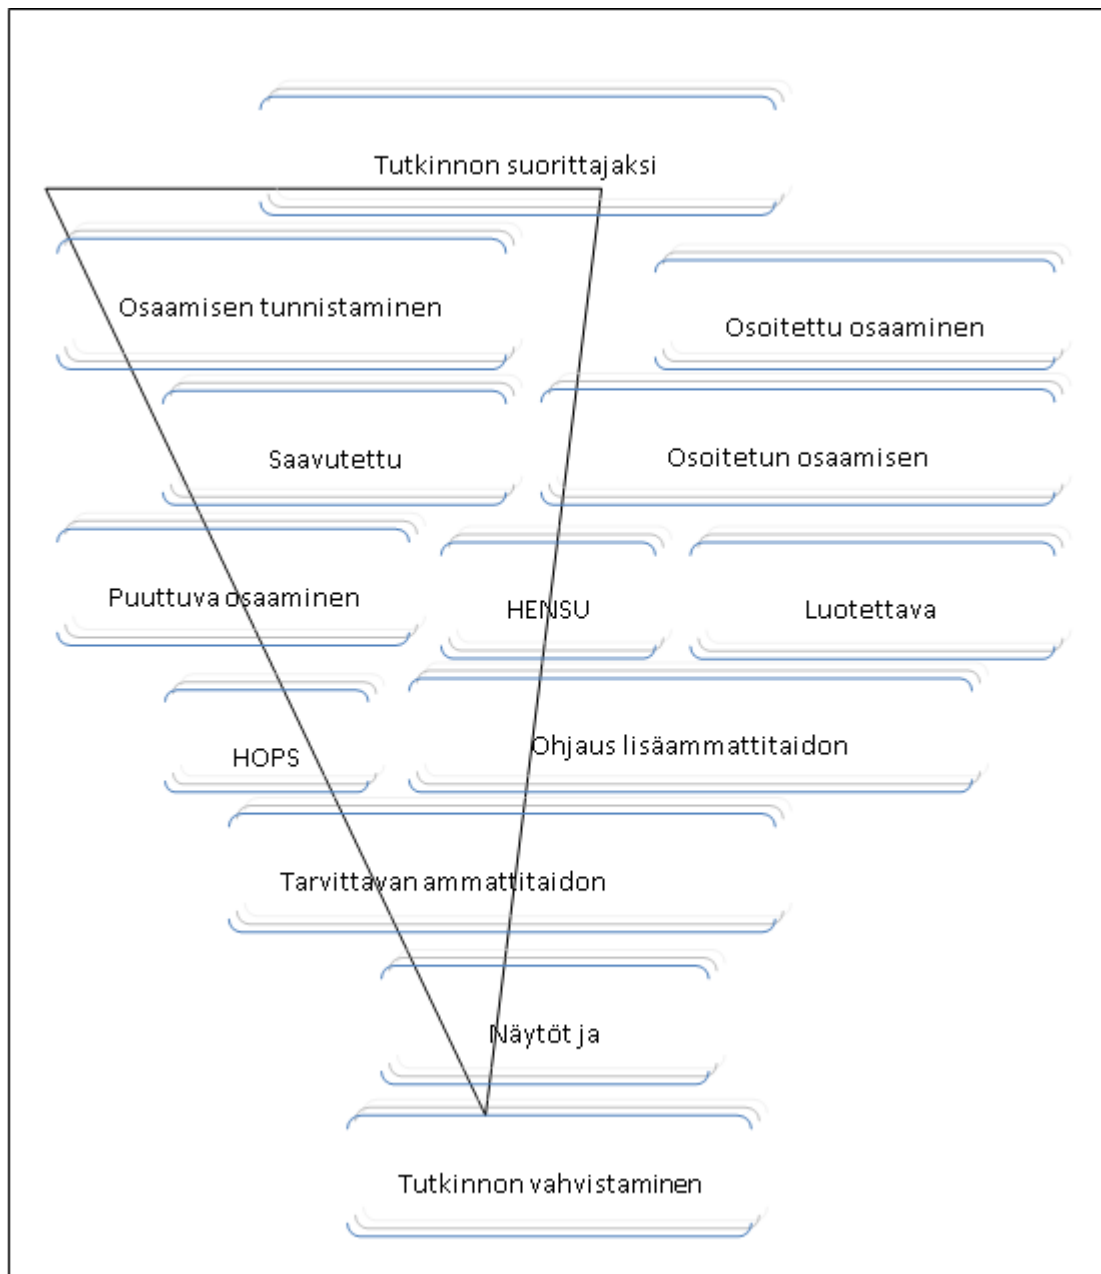 Tutkinnon suorittajaksi
Osaamisen tunnistaminen
Osoitettu osaaminen
Saavutettu
Osoitetun osaamisen
Puuttuva osaaminen
HENSU
Luotettava
HOPS
Ohjaus lisäammattitaidon
Tarvittavan ammattitaidon
Näytöt ja
Tutkinnon vahvistaminen